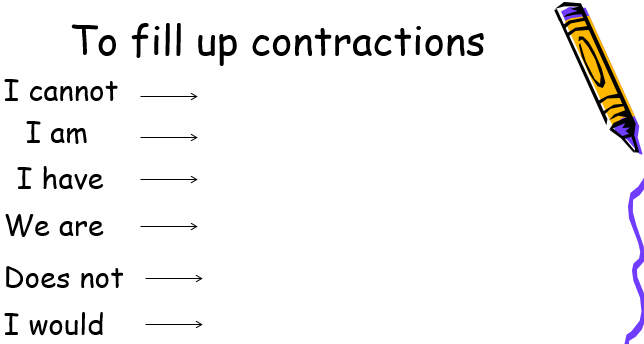 To fill up contractions
I cannot
I am
I have
We are
Does not
I would